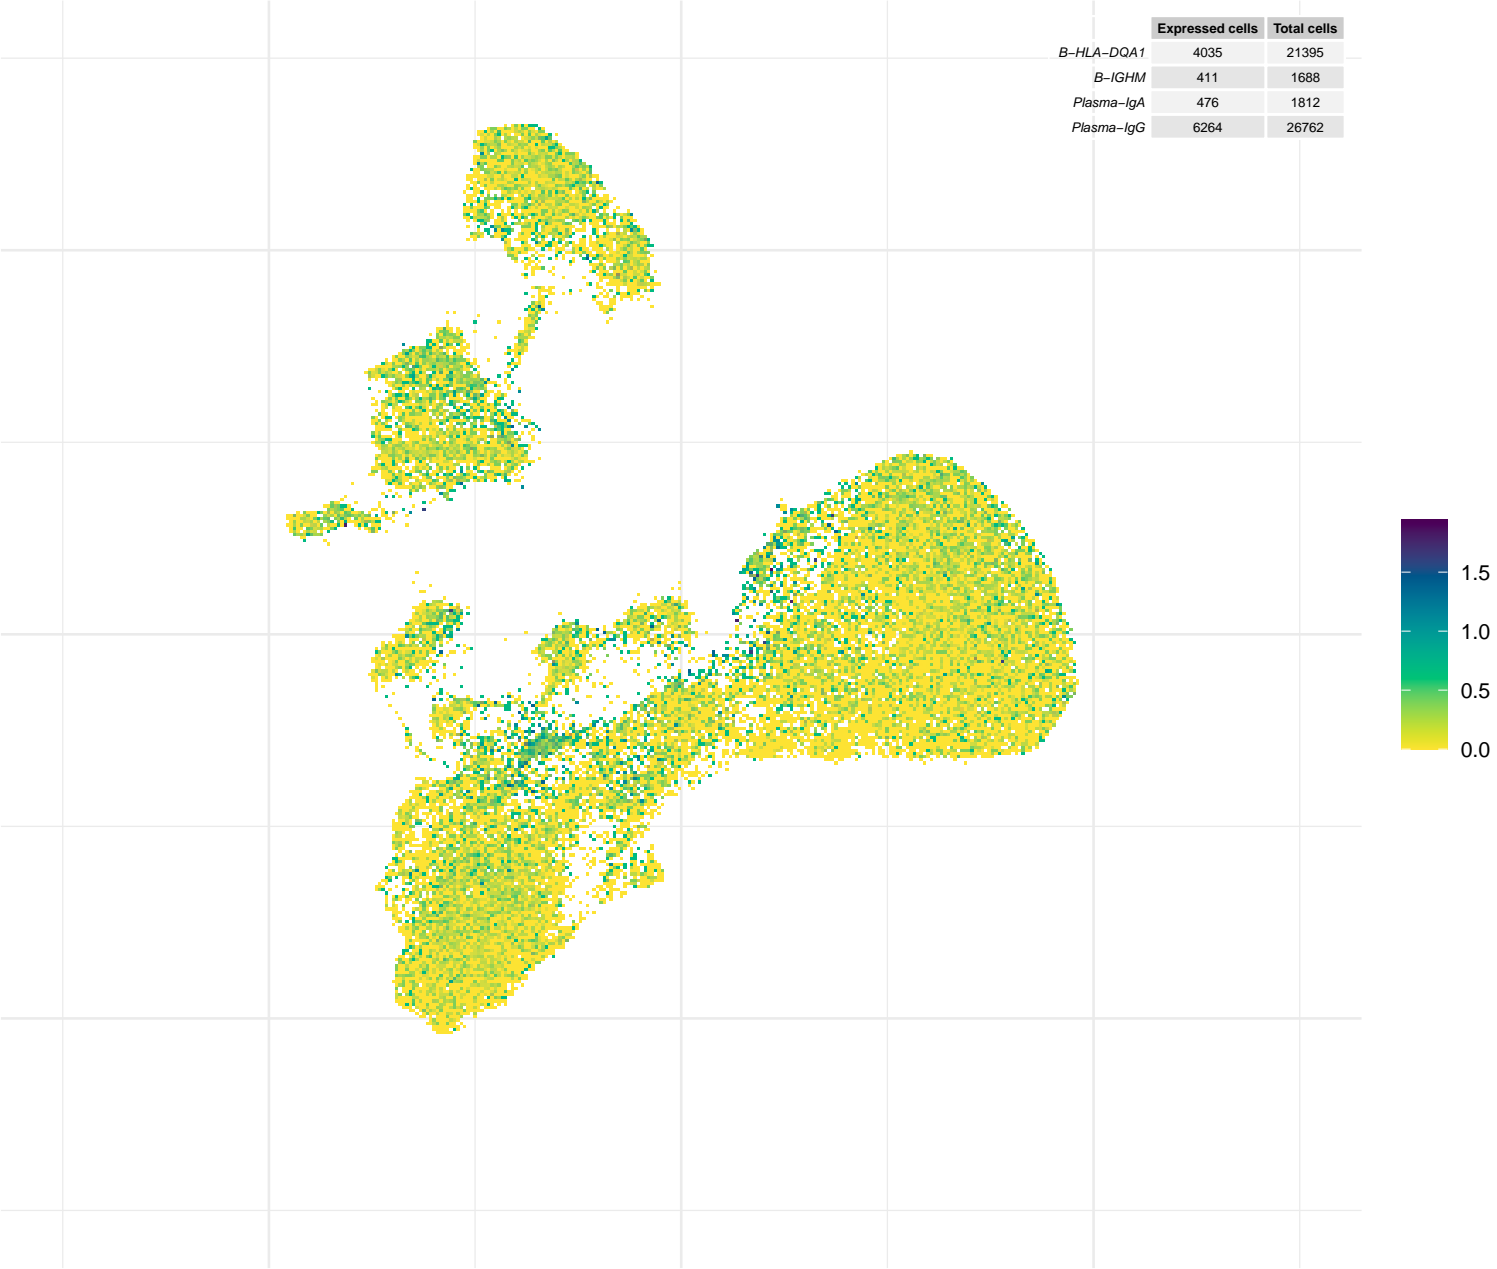 Expressed cells Total cells
B−HLA−DQA1 4035 21395
B−IGHM 411 1688
Plasma−IgA 476 1812
Plasma−IgG 6264 26762
1.5
1.0
0.5
0.0